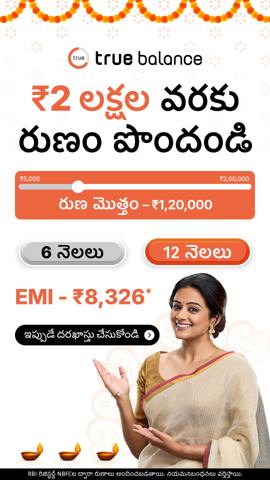 true balance
₹2 లక్షల వరకు
రుణం పొందండి
₹5,000 ₹2,00,000
రుణ మొత్తం – ₹1,20,000
6 నెలలు 12 నెలలు
EMI - ₹8,326*
ఇప్పుడే దరఖాస్తు చేసుకోండి
RBI రిజిస్టర్డ్ NBFCల ద్వారా రుణాలు అందించబడతాయి. నియమనిబంధనలు వర్తిస్తాయి.